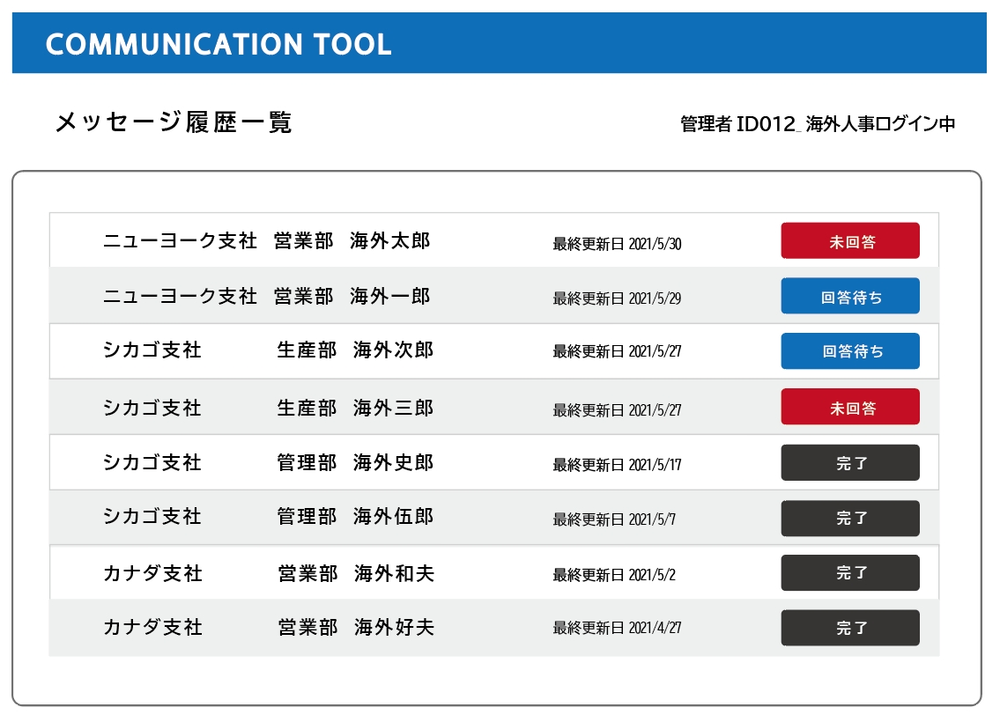 COMMUNICATION TOOL
メッセージ履歴一覧 管理者 ID012_ 海外人事ログイン中
ニューヨーク支社 営業部 海外太郎 最終更新日 2021/5/30 未回答
ニューヨーク支社 営業部 海外一郎 最終更新日 2021/5/29 回答待ち
シカゴ支社 生産部 海外次郎 最終更新日 2021/5/27 回答待ち
シカゴ支社 生産部 海外三郎 最終更新日 2021/5/27 未回答
シカゴ支社 管理部 海外史郎 最終更新日 2021/5/17 完了
シカゴ支社 管理部 海外伍郎 最終更新日 2021/5/7 完了
カナダ支社 営業部 海外和夫 最終更新日 2021/5/2 完了
カナダ支社 営業部 海外好夫 最終更新日 2021/4/27 完了